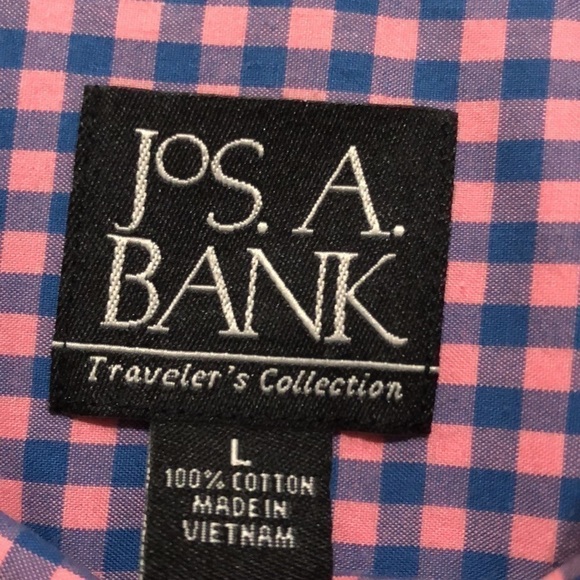 JOS. A.
BANK
Traveler's Collection
L
100% COTTON
MADE IN
VIETNAM